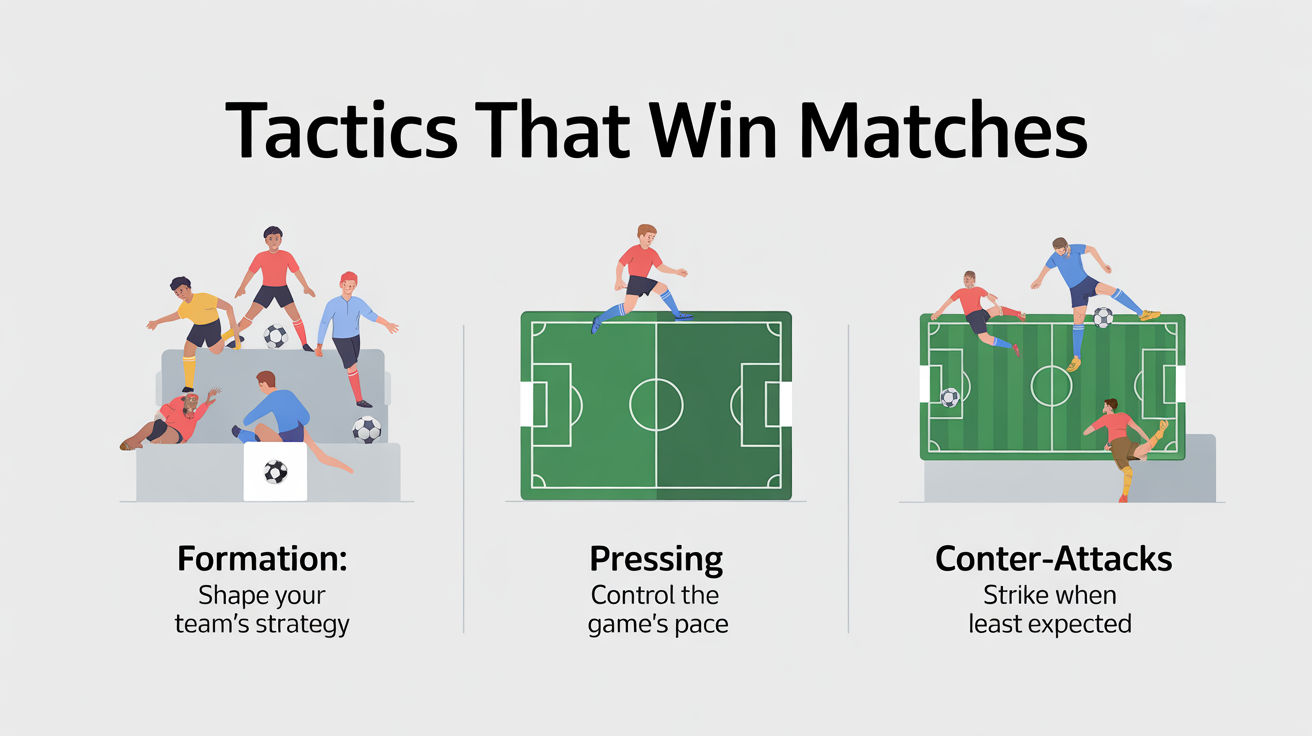 Tactics That Win Matches
Formation:
Shape your
team's strategy
Pressing
Control the
game's pace
Conter-Attacks
Strike when
least expected